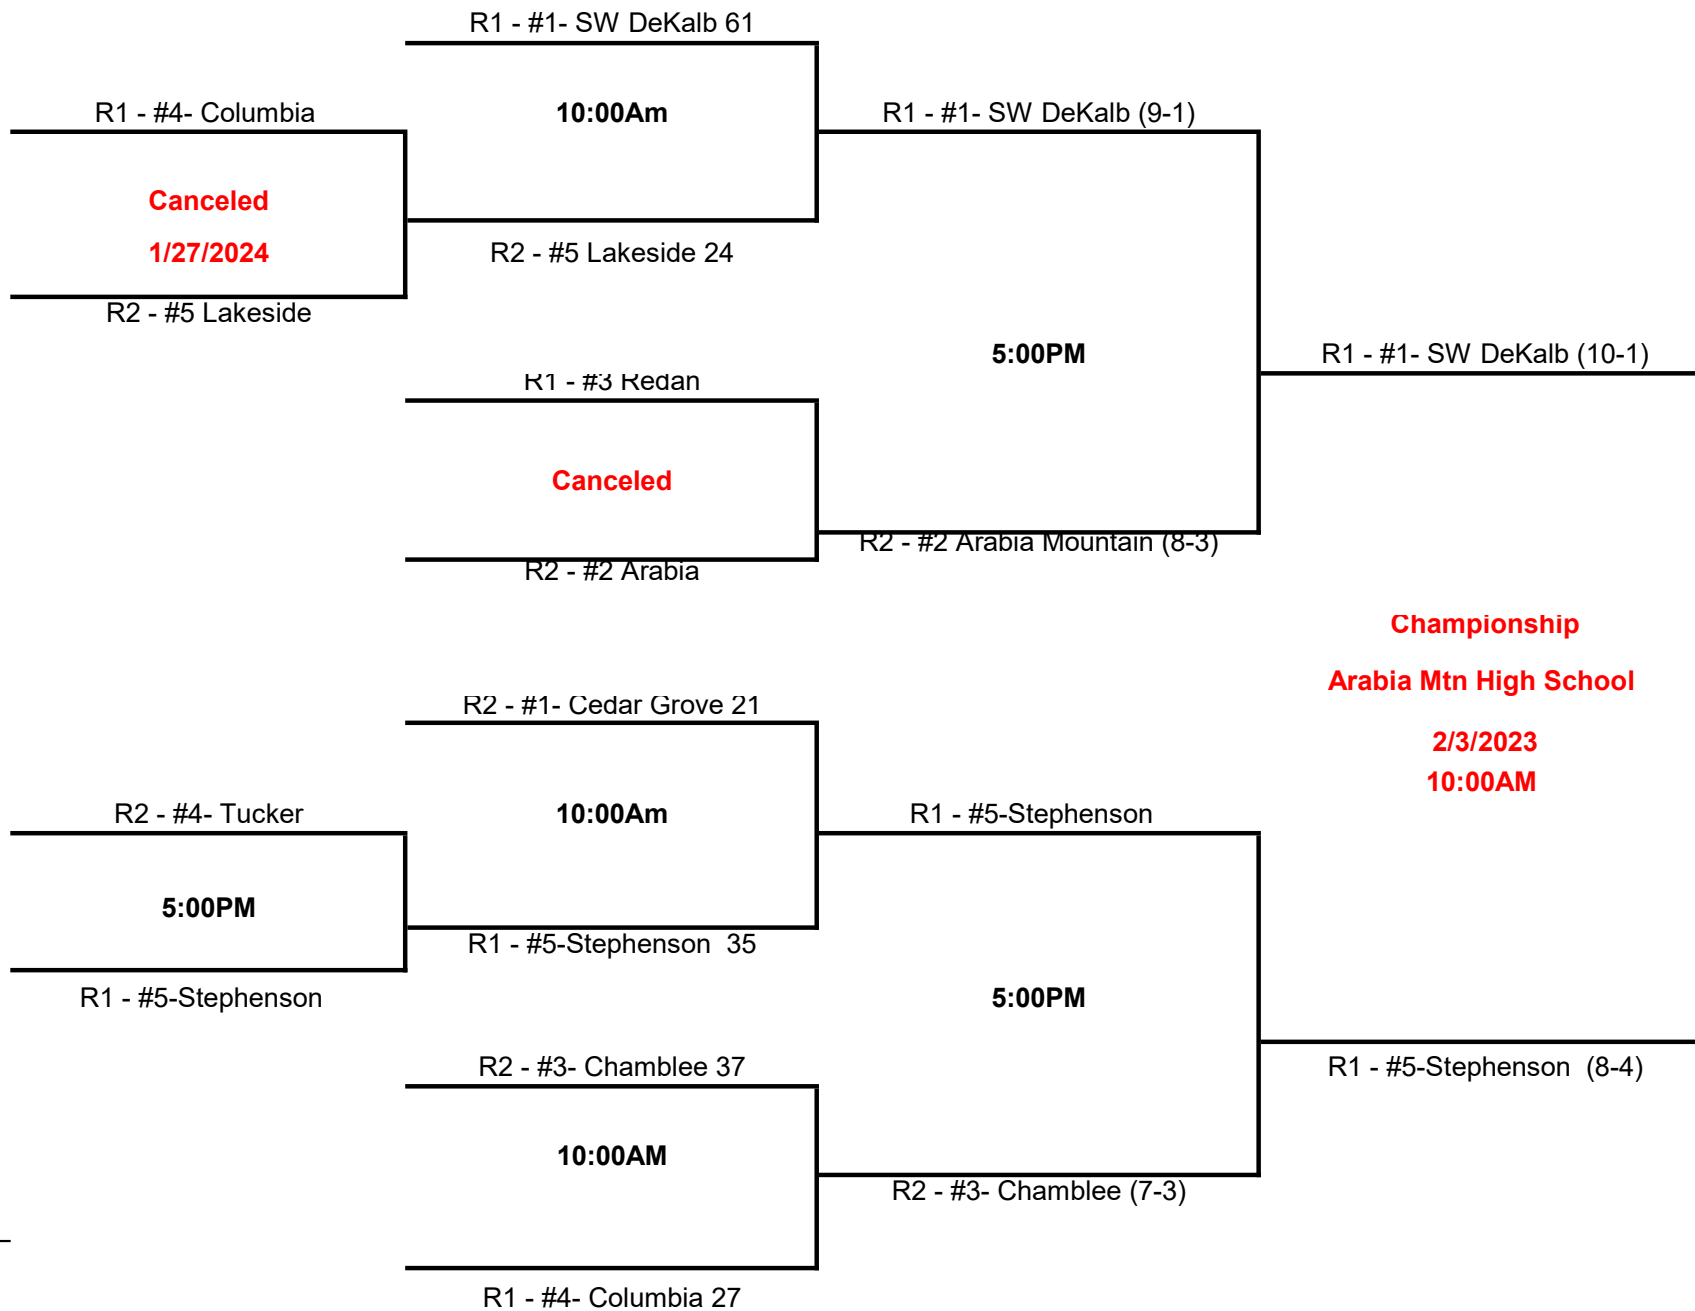 R1 - #1- SW DeKalb 61
R1 - #4- Columbia
10:00Am
R1 - #1- SW DeKalb (9-1)
Canceled
1/27/2024
R2 - #5 Lakeside 24
R2 - #5 Lakeside
5:00PM
R1 - #1- SW DeKalb (10-1)
R1 - #3 Redan
Canceled
R2 - #2 Arabia Mountain (8-3)
R2 - #2 Arabia
Championship
Arabia Mtn High School
2/3/2023
10:00AM
R2 - #1- Cedar Grove 21
R2 - #4- Tucker
10:00Am
R1 - #5-Stephenson
5:00PM
R1 - #5-Stephenson  35
R1 - #5-Stephenson
5:00PM
R2 - #3- Chamblee 37
R1 - #5-Stephenson  (8-4)
10:00AM
R2 - #3- Chamblee (7-3)
R1 - #4- Columbia 27